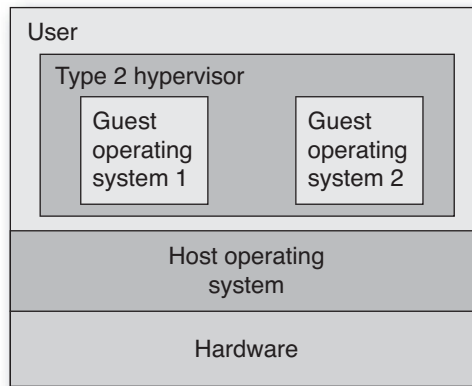 User
Type 2 hypervisor
Guest
operating
system 1
Guest
operating
system 2
Host operating
system
Hardware